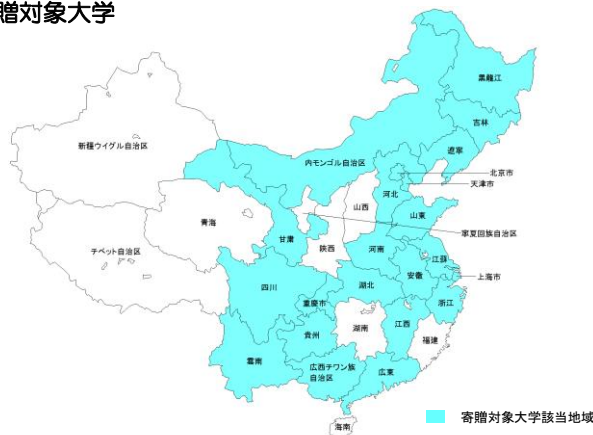 贈対象大学
黒龍江
吉林
新疆ウイグル自治区
遼寧
内モンゴル自治区
北京市
天津市
河北
山西
山東
青海
寧夏回族自治区
甘粛
陝西
河南
チベット自治区
江蘇
安徽
上海市
四川
湖北
重慶市
浙江
湖南
江西
貴州
福建
雲南
広西チワン族
自治区
広東
寄贈対象大学該当地域
海南